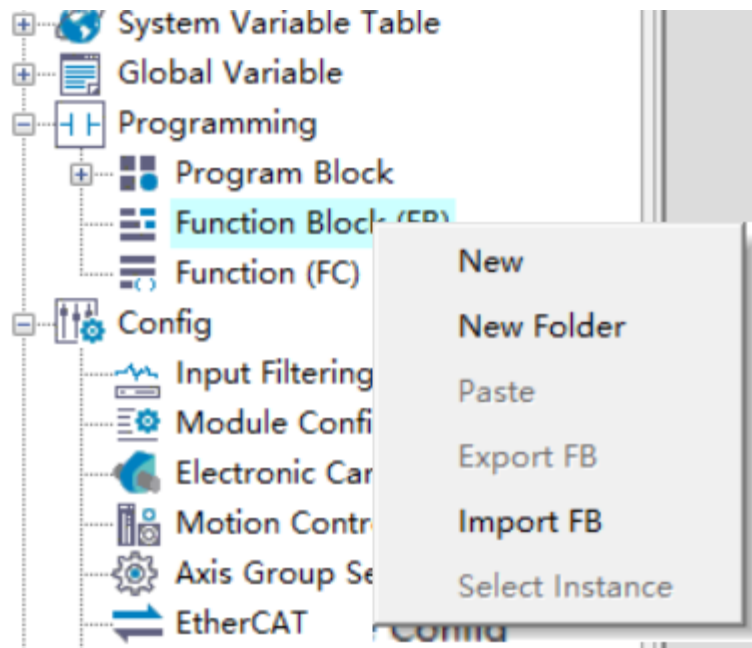 System Variable Table
Global Variable
Programming
Program Block
Function Block (FB)
Function (FC)
Config
Input Filtering
Module Confi
Electronic Car
Motion Contr
Axis Group Se
EtherCAT
Config
New
New Folder
Paste
Export FB
Import FB
Select Instance